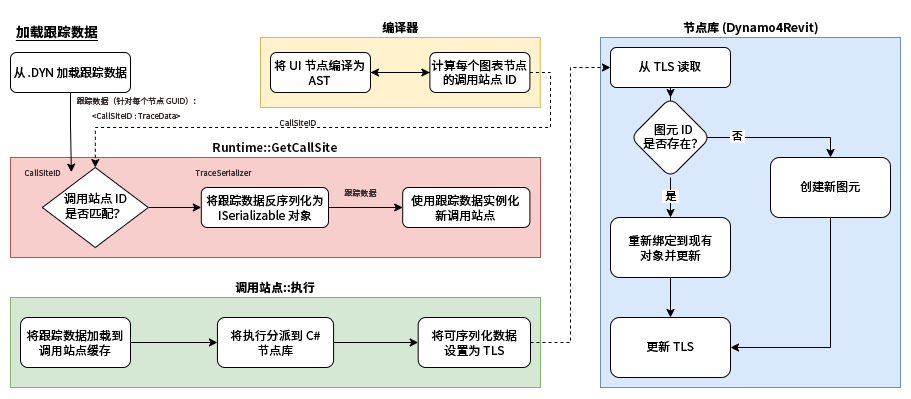 加载跟踪数据
从 .DYN 加载跟踪数据
跟踪数据（针对每个节点 GUID）：
<CallSiteID : TraceData>
编译器
将 UI 节点编译为
AST
计算每个图表节点
的调用站点 ID
CallSiteID
Runtime::GetCallSite
CallSiteID
调用站点 ID
是否匹配？
TraceSerializer
将跟踪数据反序列化为
ISerializable 对象
跟踪数据
使用跟踪数据实例化
新调用站点
调用站点::执行
将跟踪数据加载到
调用站点缓存
将执行分派到 C#
节点库
将可序列化数据
设置为 TLS
节点库 (Dynamo4Revit)
从 TLS 读取
图元 ID
是否存在？
否
创建新图元
是
重新绑定到现有
对象并更新
更新 TLS